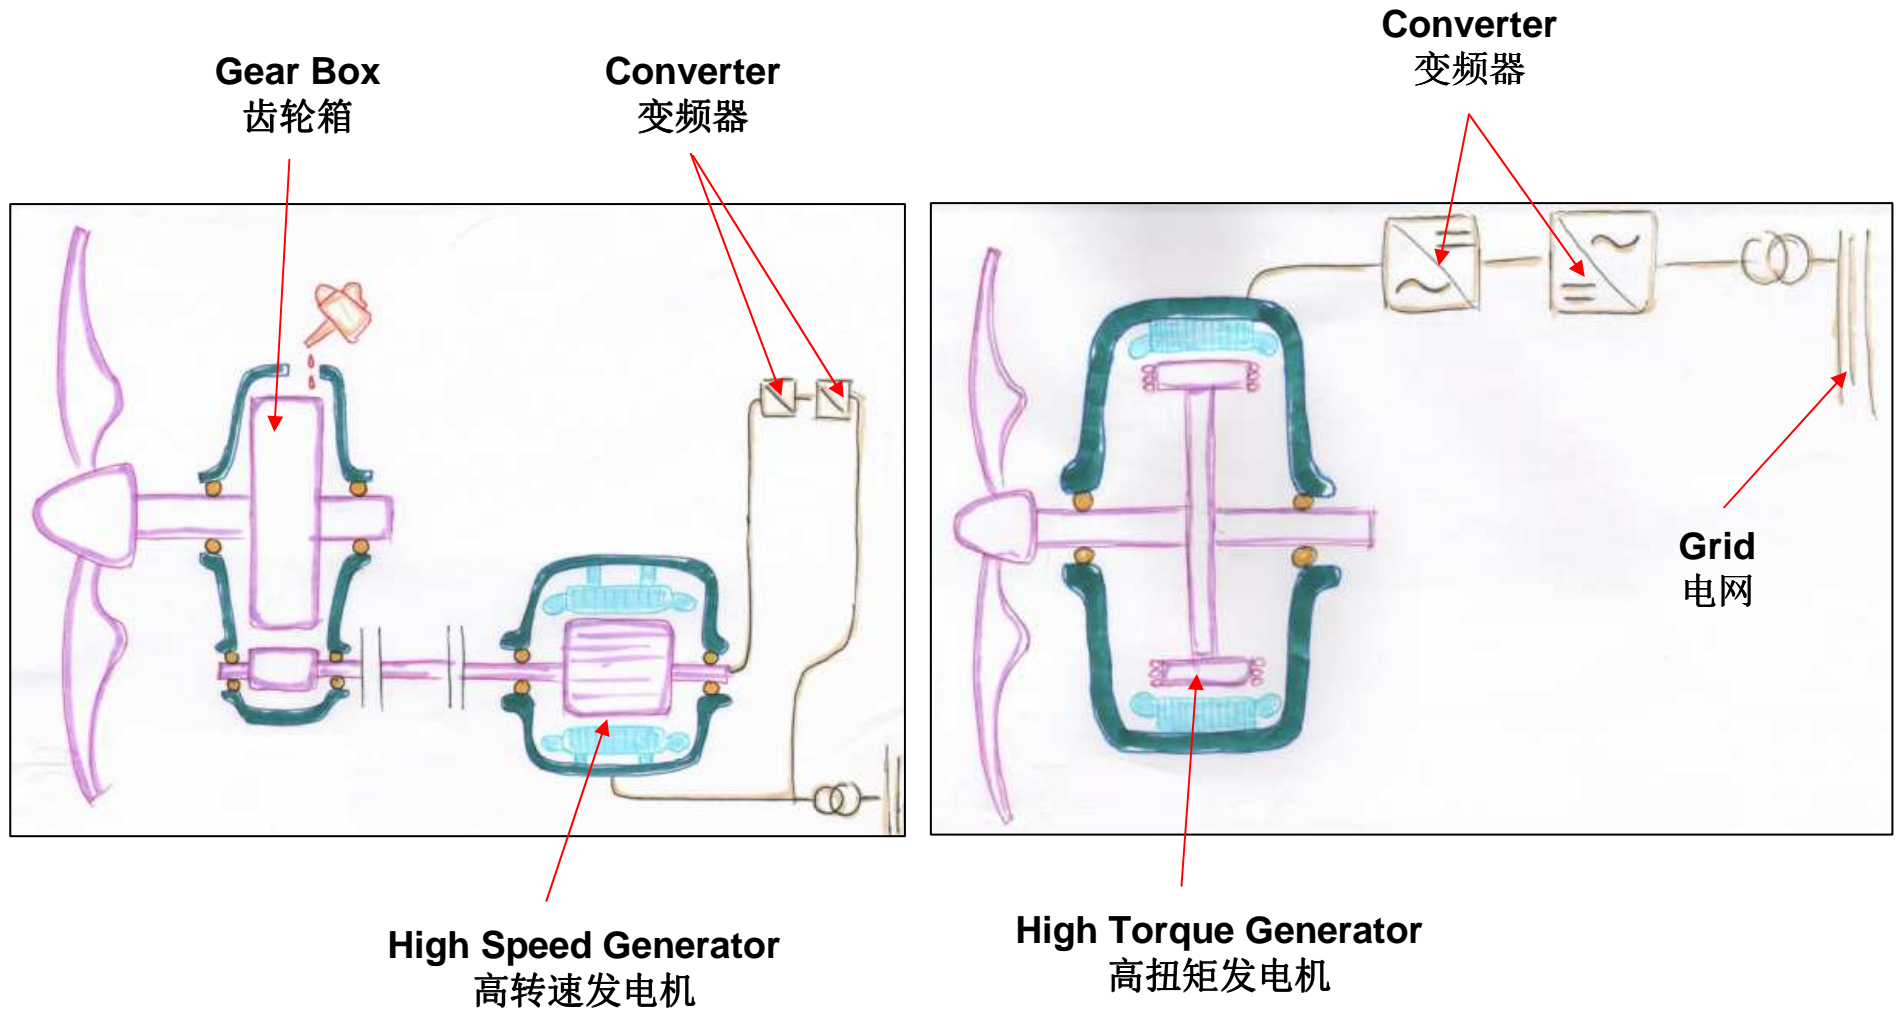 Gear Box
齿轮箱
Converter
变频器
Converter
变频器
Grid
电网
High Speed Generator
高转速发电机
High Torque Generator
高扭矩发电机